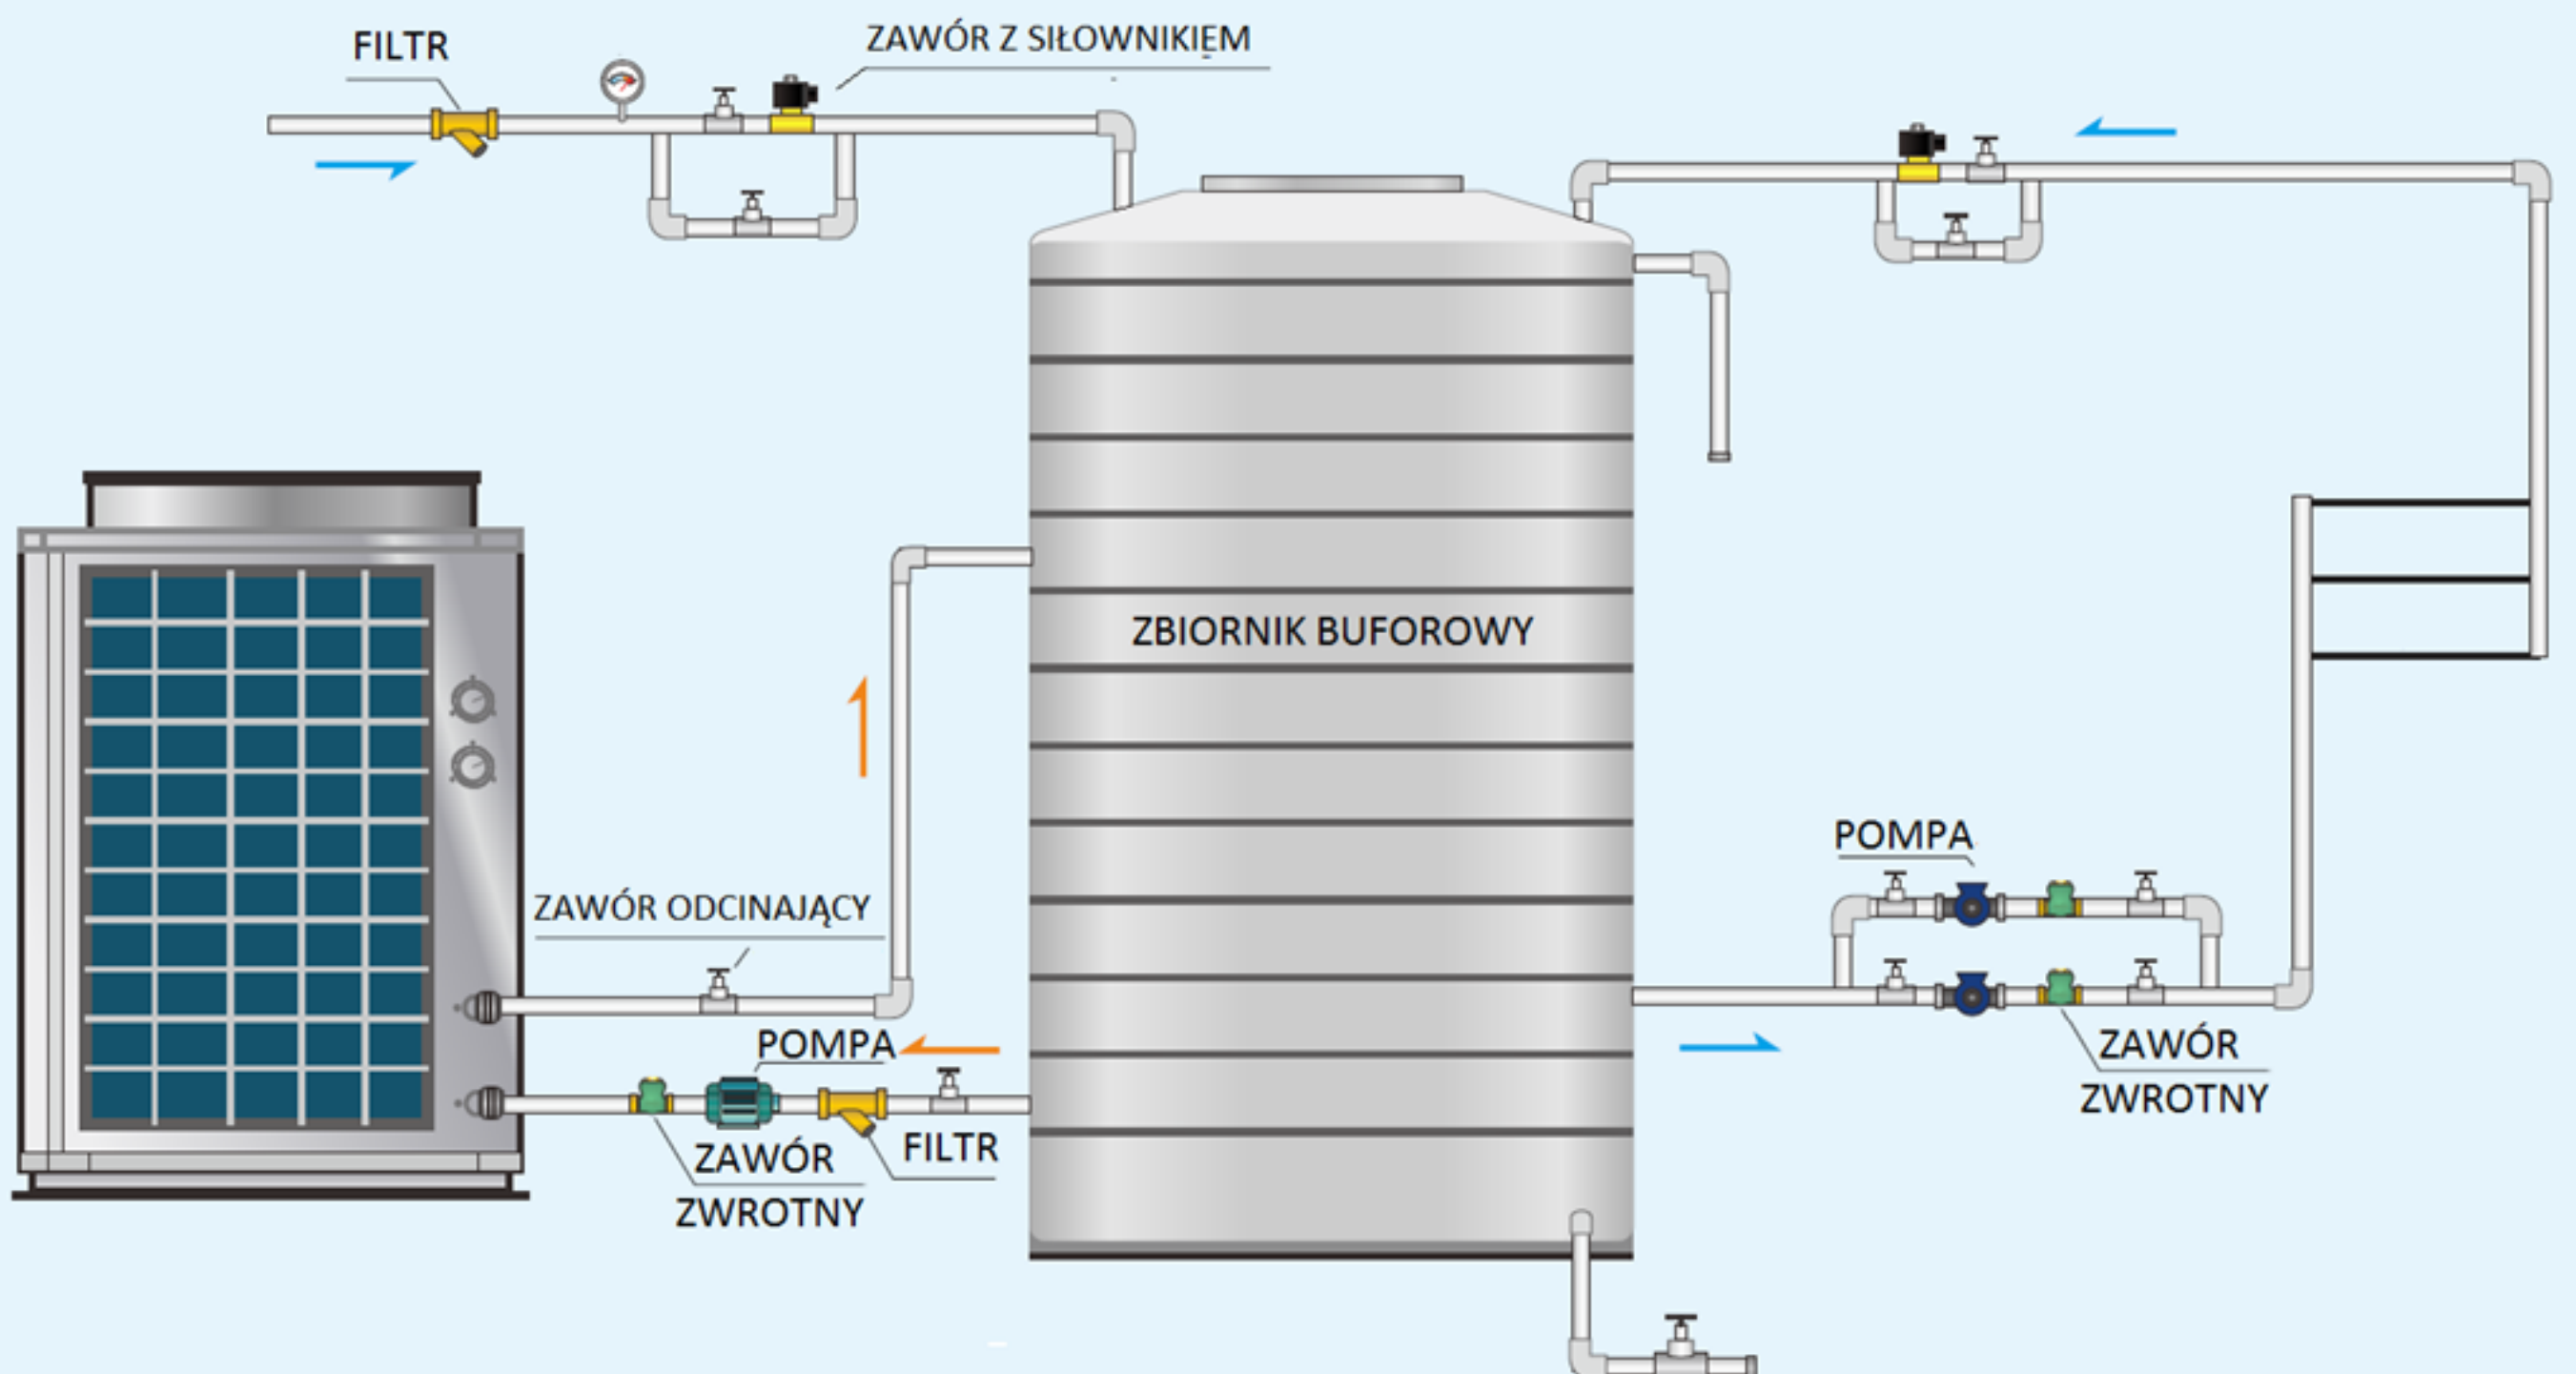 FILTR
ZAWÓR Z SIŁOWNIKIEM
ZBIORNIK BUFOROWY
POMPA
ZAWÓR ODCINAJĄCY
POMPA
ZAWÓR
ZWROTNY
FILTR
ZAWÓR
ZWROTNY